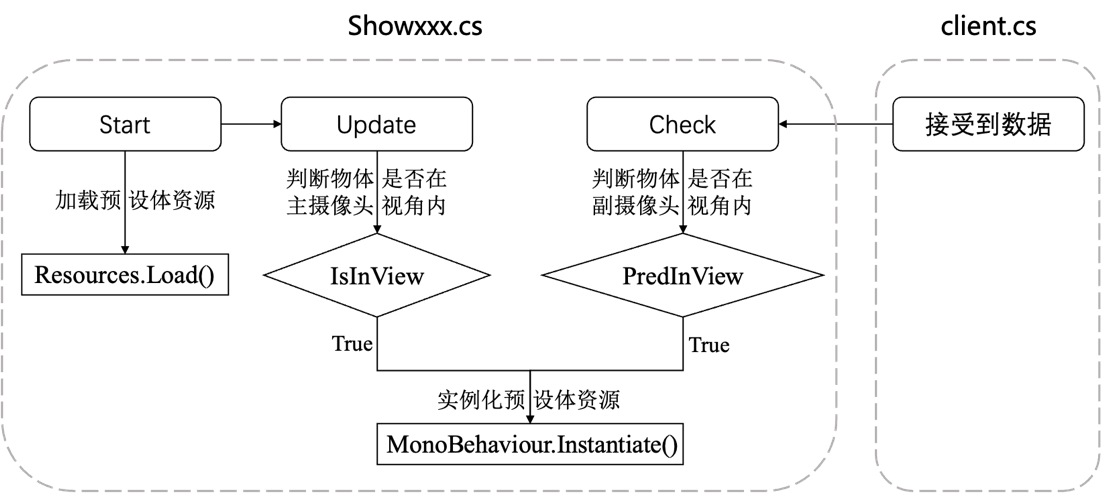 Showxxx.cs
client.cs
Start
Update
Check
接受到数据
加载预设体资源
判断物体是否在
主摄像头视角内
判断物体是否在
副摄像头视角内
Resources.Load()
IsInView
PredInView
True
True
实例化预设体资源
MonoBehaviour.Instantiate()